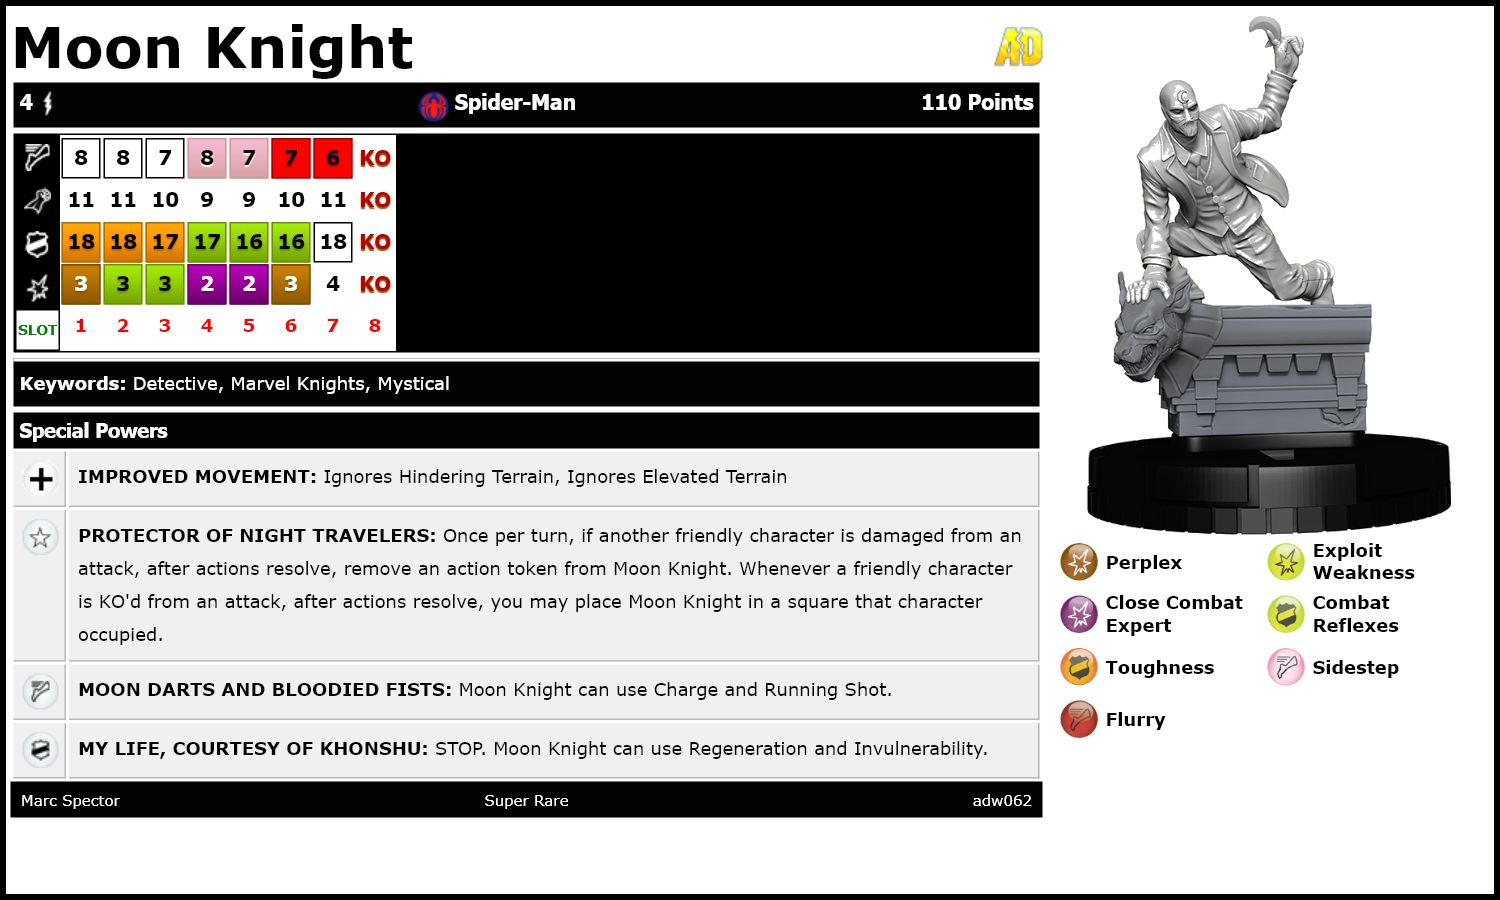 Moon Knight
AD
4 Spider-Man 110 Points
8 8 7 8 7 7 6 KO
11 11 10 9 9 10 11 KO
18 18 17 17 16 16 18 KO
3 3 3 2 2 3 4 KO
SLOT 1 2 3 4 5 6 7 8
Keywords: Detective, Marvel Knights, Mystical
Special Powers
IMPROVED MOVEMENT: Ignores Hindering Terrain, Ignores Elevated Terrain
PROTECTOR OF NIGHT TRAVELERS: Once per turn, if another friendly character is damaged from an
attack, after actions resolve, remove an action token from Moon Knight. Whenever a friendly character
is KO'd from an attack, after actions resolve, you may place Moon Knight in a square that character
occupied.
MOON DARTS AND BLOODIED FISTS: Moon Knight can use Charge and Running Shot.
MY LIFE, COURTESY OF KHONSHU: STOP. Moon Knight can use Regeneration and Invulnerability.
Marc Spector Super Rare adw062
Perplex
Exploit
Weakness
Close Combat
Expert
Combat
Reflexes
Toughness
Sidestep
Flurry